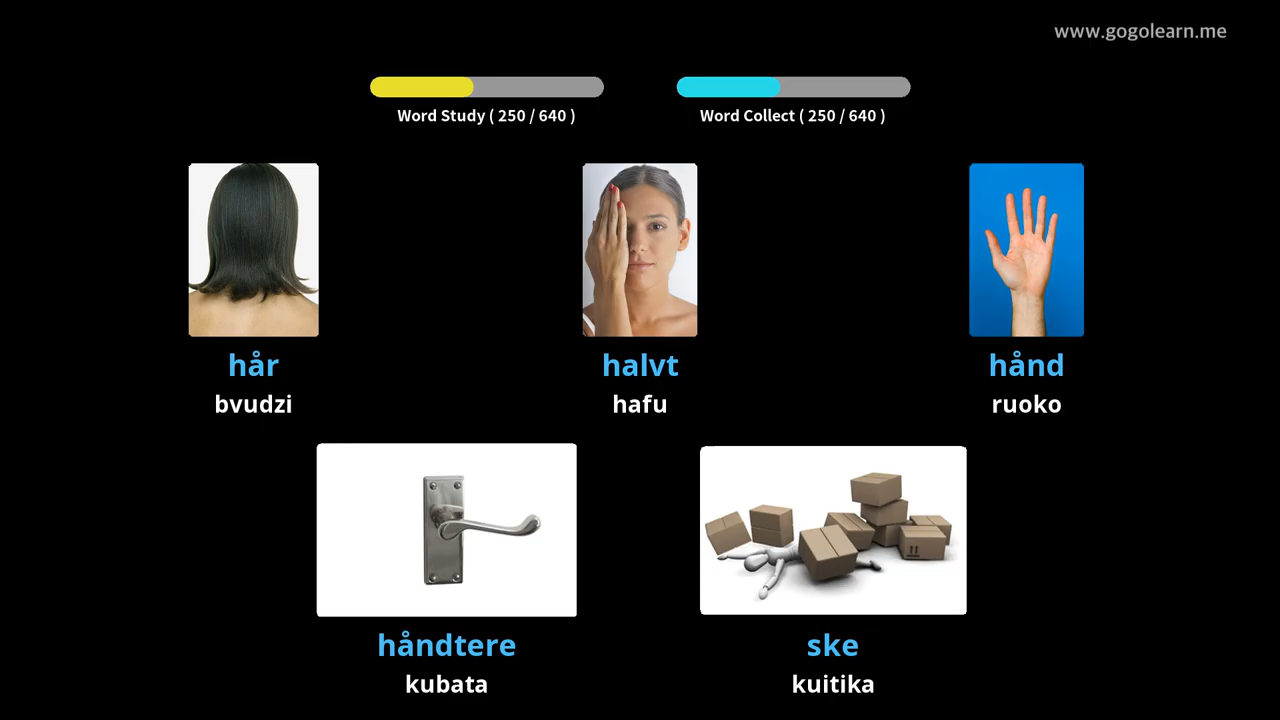 www.gogolearn.me
Word Study ( 250 / 640 )
Word Collect ( 250 / 640 )
hår
bvudzi
halvt
hafu
hånd
ruoko
håndtere
kubata
ske
kuitika